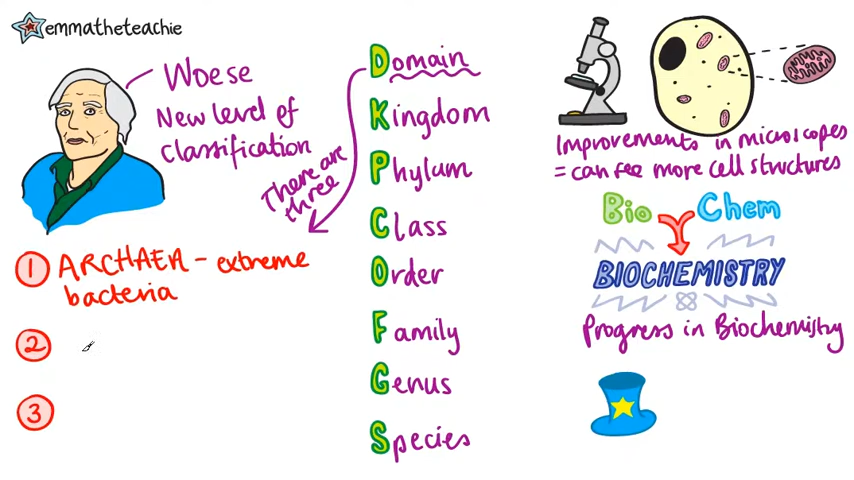 emmatheteachie
Woese
New level of
classification
There are
three
1 ARCHAEA - extreme
bacteria
2
3
Domain
Kingdom
Phylum
Class
Order
Family
Genus
Species
Improvements in microscopes
= can see more cell structures
Bio Chem
BIOCHEMISTRY
Progress in Biochemistry